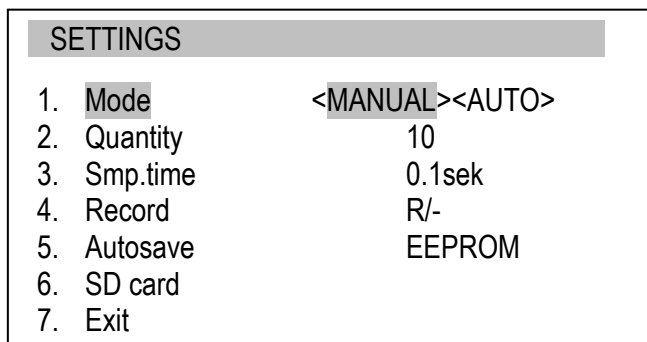 SETTINGS
1. Mode <MANUAL><AUTO>
2. Quantity 10
3. Smp.time 0.1sek
4. Record R/-
5. Autosave EEPROM
6. SD card
7. Exit